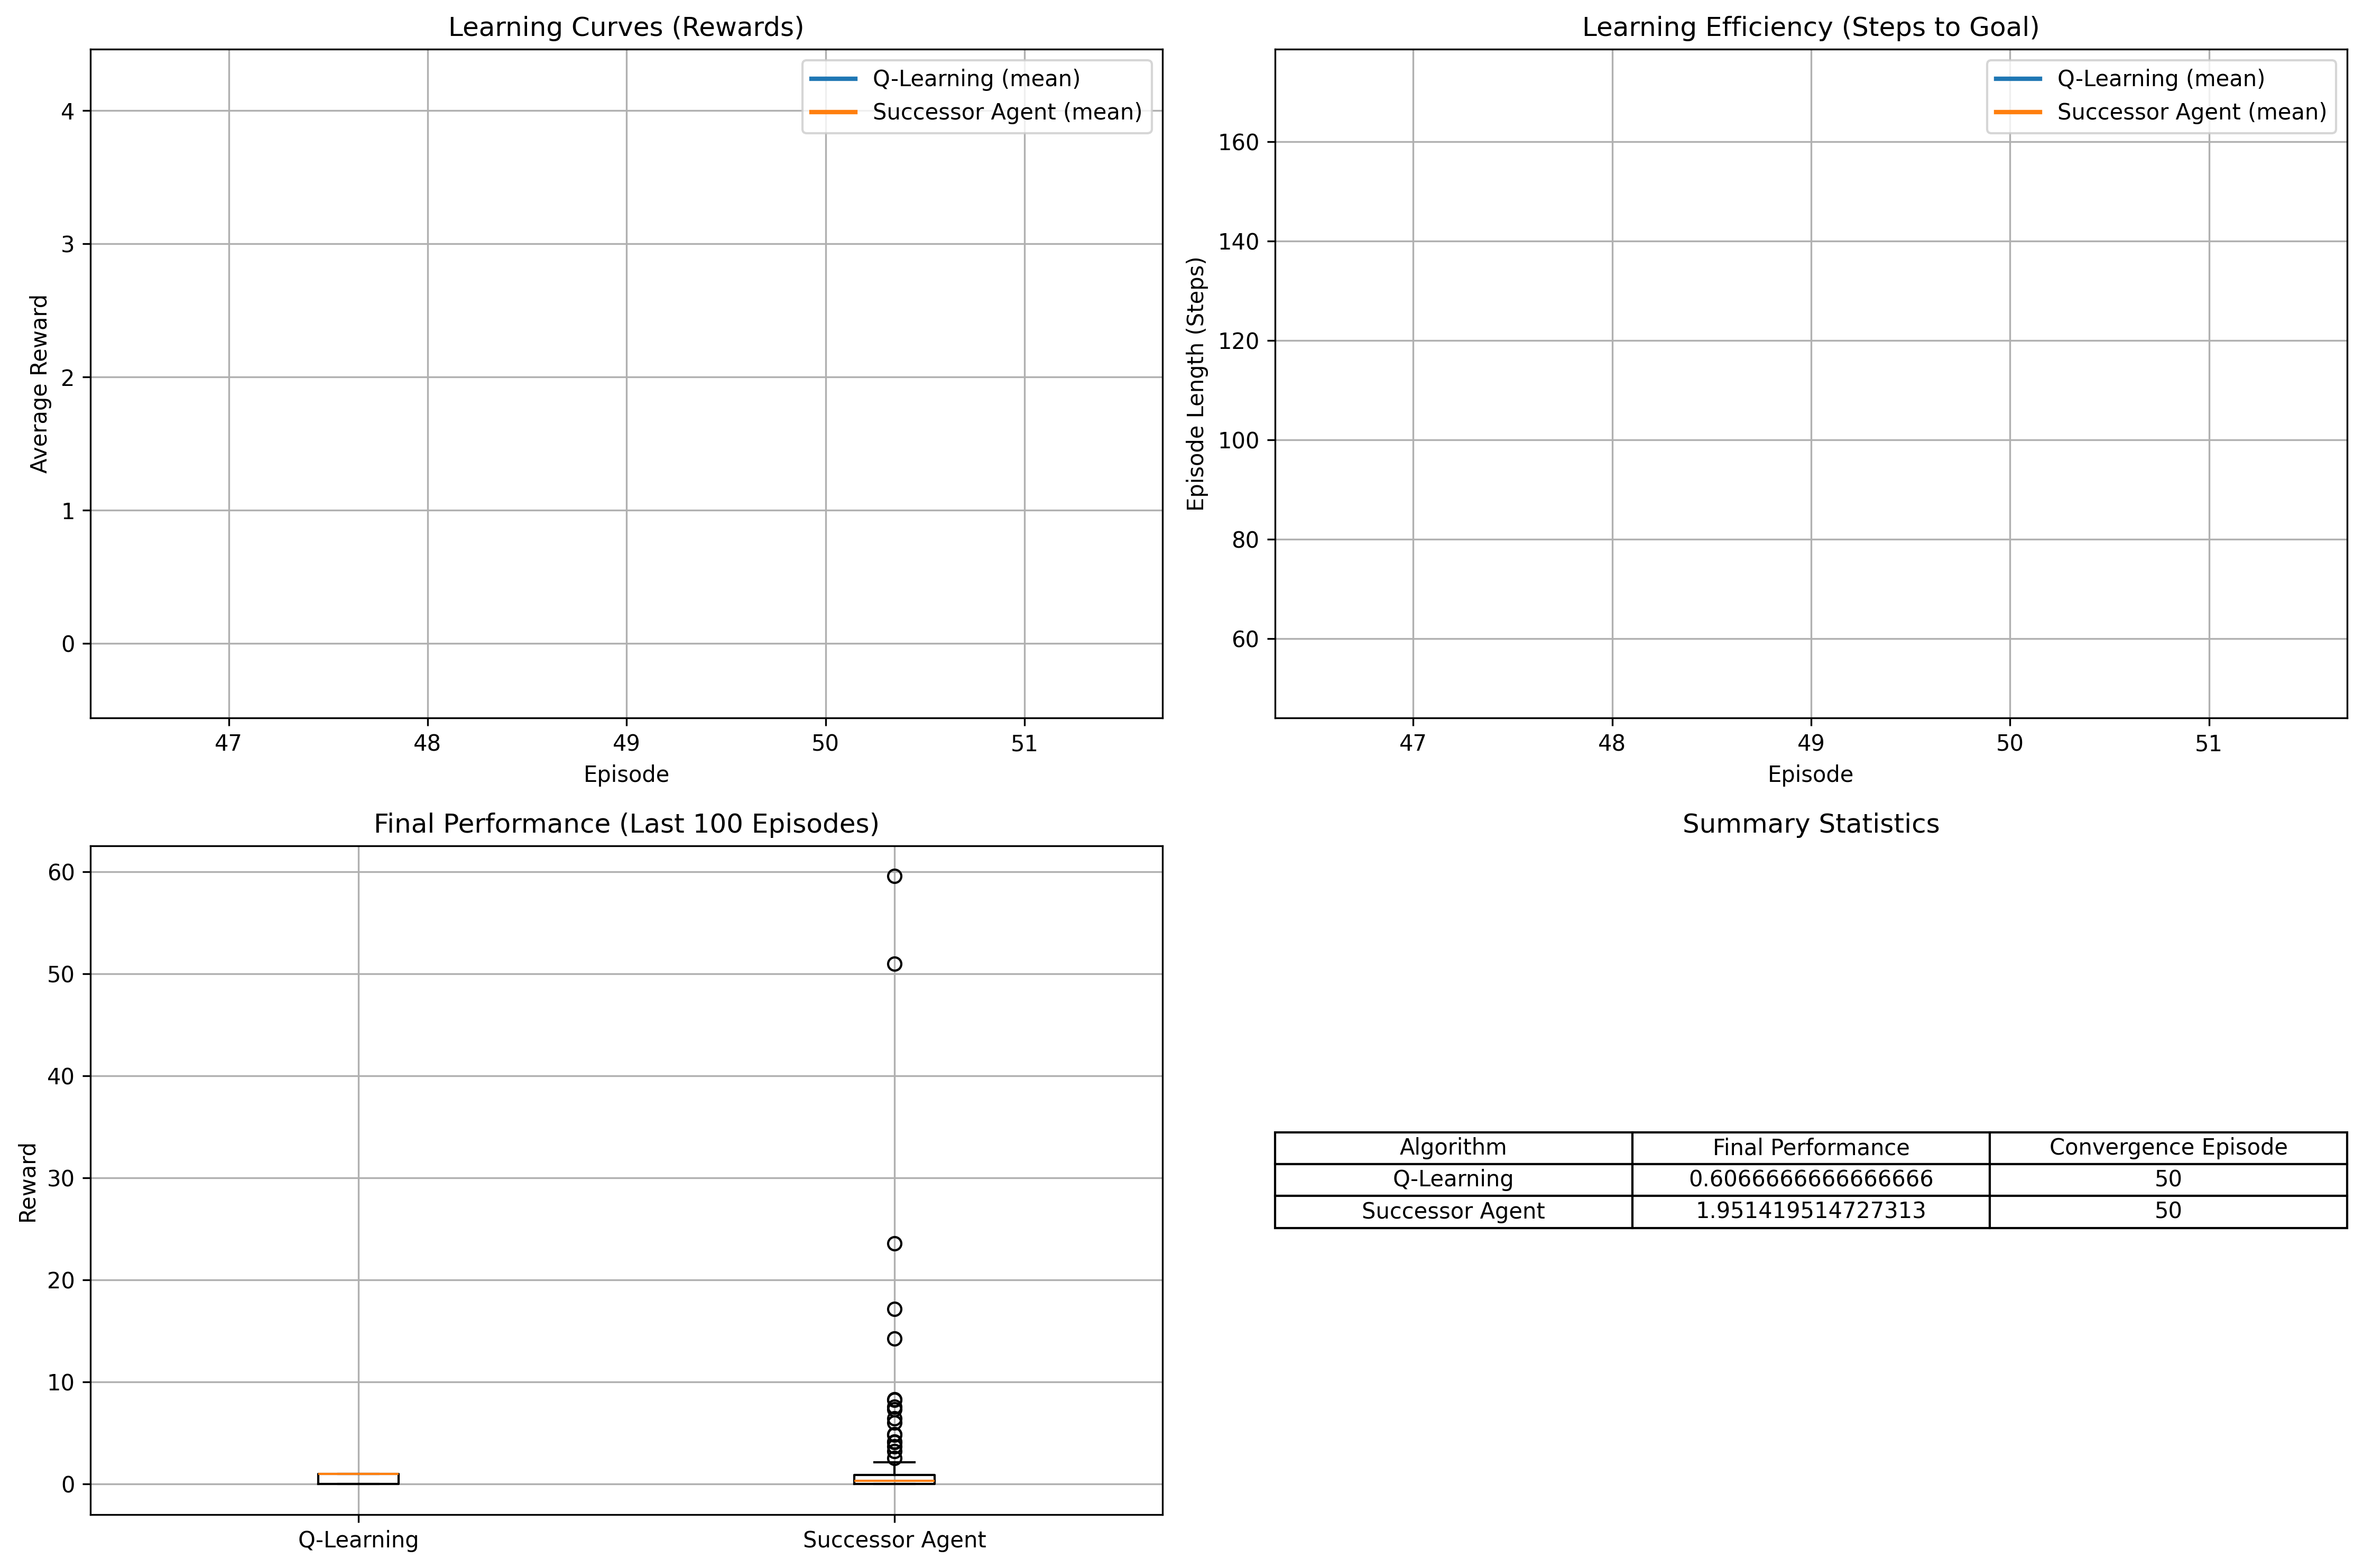 Learning Curves (Rewards)
Q-Learning (mean)
Successor Agent (mean)
4
3
2
1
0
Average Reward
47 48 49 50 51
Episode
Learning Efficiency (Steps to Goal)
Q-Learning (mean)
Successor Agent (mean)
160
140
120
100
80
60
Episode Length (Steps)
47 48 49 50 51
Episode
Final Performance (Last 100 Episodes)
60
50
40
30
20
10
0
Reward
Q-Learning Successor Agent
Summary Statistics
Algorithm Final Performance Convergence Episode
Q-Learning 0.6066666666666666 50
Successor Agent 1.951419514727313 50